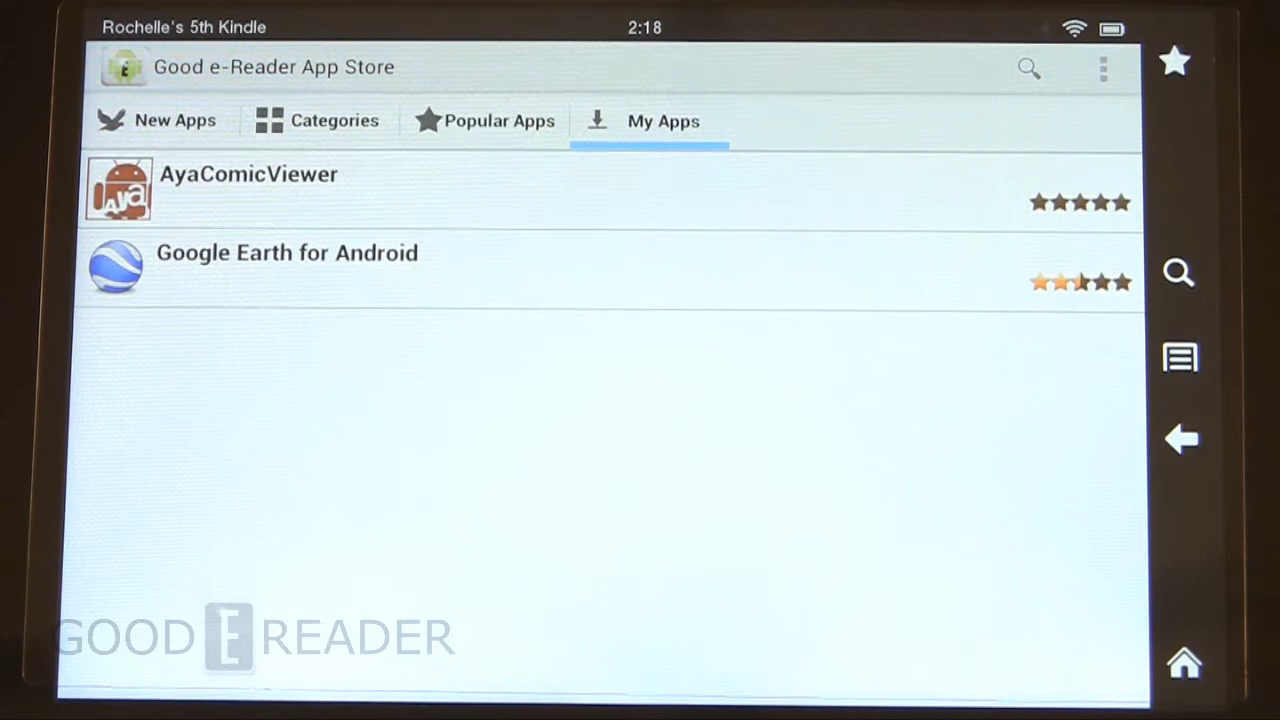 Rochelle's 5th Kindle 2:18
Good e-Reader App Store
New Apps Categories Popular Apps My Apps
AyaComicViewer
Aya
Google Earth for Android
GOOD E READER